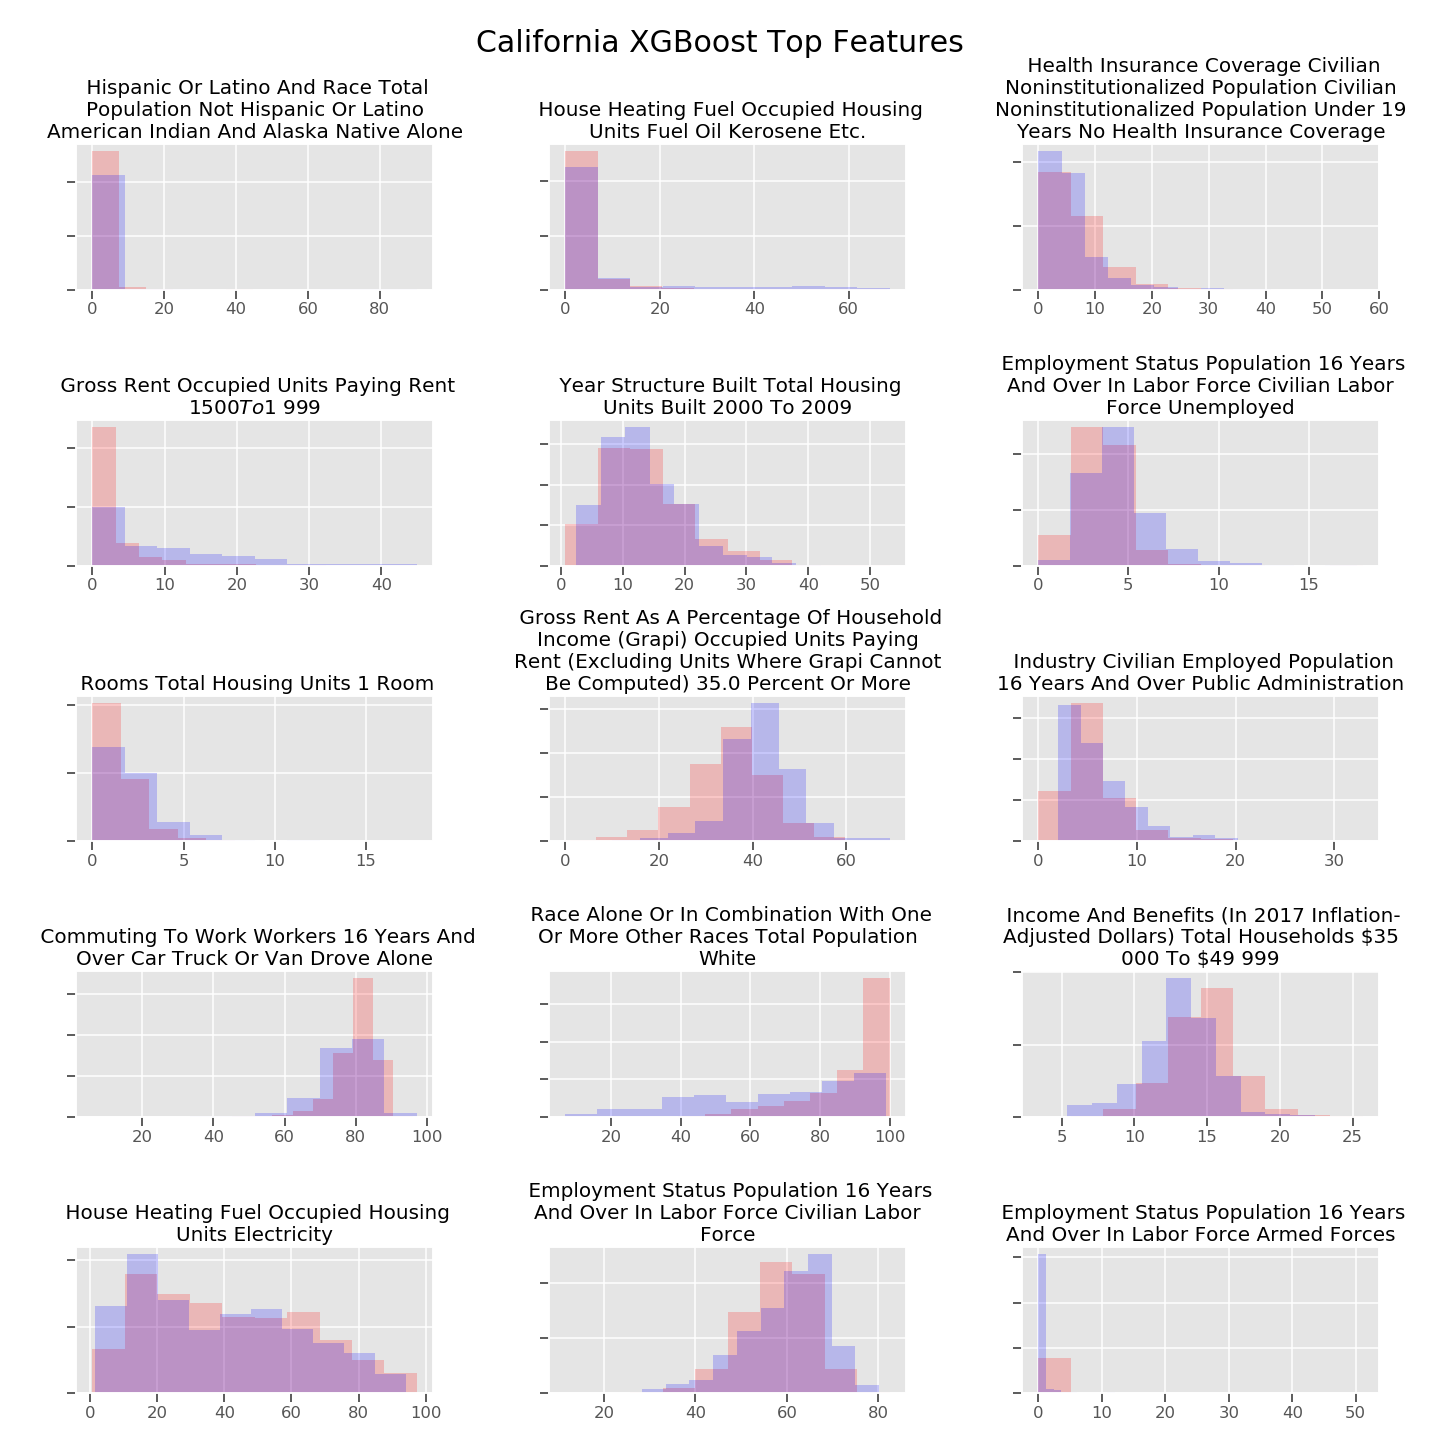 California XGBoost Top Features
Hispanic Or Latino And Race Total
Population Not Hispanic Or Latino
American Indian And Alaska Native Alone
0 20 40 60 80
House Heating Fuel Occupied Housing
Units Fuel Oil Kerosene Etc.
0 20 40 60
Health Insurance Coverage Civilian
Noninstitutionalized Population Civilian
Noninstitutionalized Population Under 19
Years No Health Insurance Coverage
0 10 20 30 40 50 60
Gross Rent Occupied Units Paying Rent
1500To1 999
0 10 20 30 40
Year Structure Built Total Housing
Units Built 2000 To 2009
0 10 20 30 40 50
Employment Status Population 16 Years
And Over In Labor Force Civilian Labor
Force Unemployed
0 5 10 15
Rooms Total Housing Units 1 Room
0 5 10 15
Gross Rent As A Percentage Of Household
Income (Grapi) Occupied Units Paying
Rent (Excluding Units Where Grapi Cannot
Be Computed) 35.0 Percent Or More
0 20 40 60
Industry Civilian Employed Population
16 Years And Over Public Administration
0 10 20 30
Commuting To Work Workers 16 Years And
Over Car Truck Or Van Drove Alone
20 40 60 80 100
Race Alone Or In Combination With One
Or More Other Races Total Population
White
20 40 60 80 100
Income And Benefits (In 2017 Inflation-
Adjusted Dollars) Total Households $35
000 To $49 999
5 10 15 20 25
House Heating Fuel Occupied Housing
Units Electricity
0 20 40 60 80 100
Employment Status Population 16 Years
And Over In Labor Force Civilian Labor
Force
20 40 60 80
Employment Status Population 16 Years
And Over In Labor Force Armed Forces
0 10 20 30 40 50